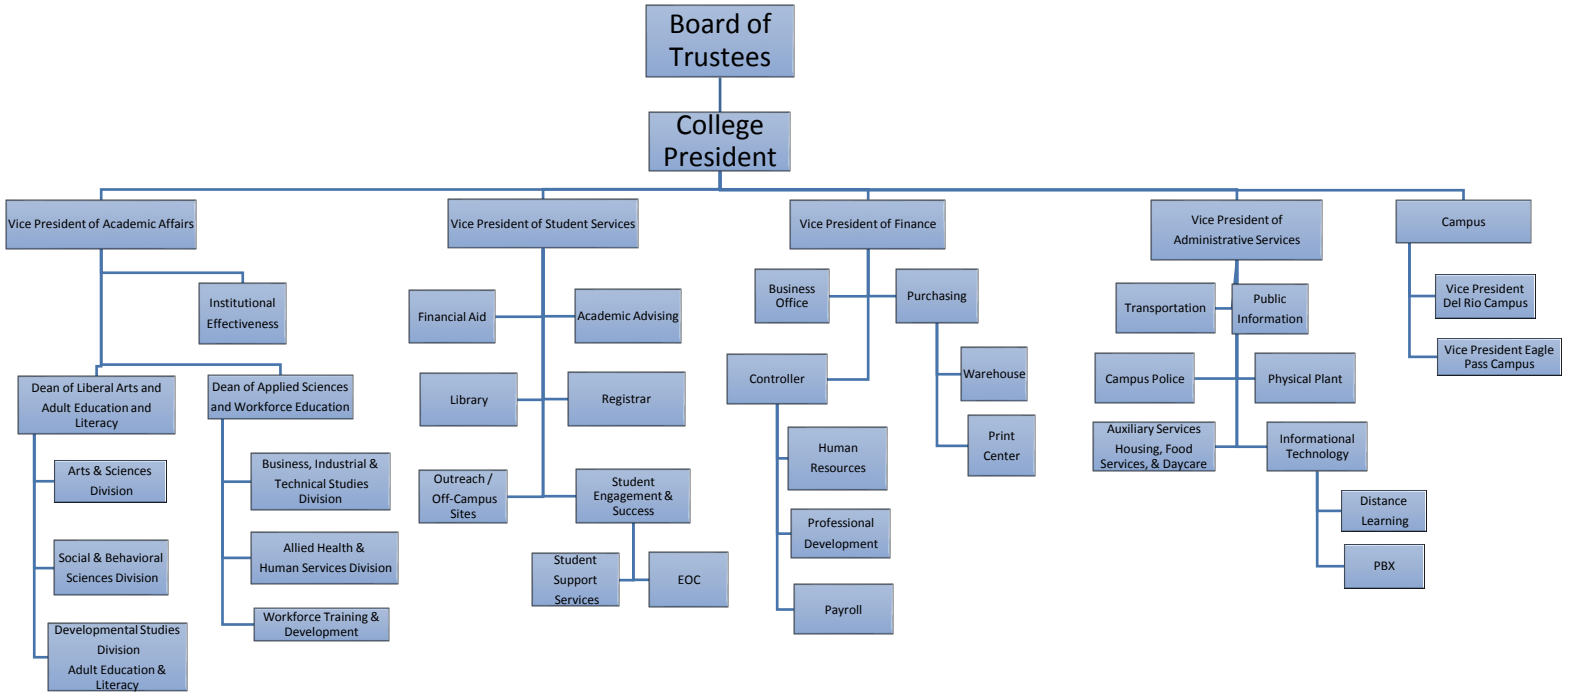 Board of
Trustees
College
President
Vice President of Academic Affairs
Vice President of Student Services
Vice President of Finance
Vice President of
Administrative Services
Campus
Institutional
Effectiveness
Dean of Liberal Arts and
Adult Education and
Literacy
Dean of Applied Sciences
and Workforce Education
Arts & Sciences
Division
Social & Behavioral
Sciences Division
Developmental Studies
Division
Adult Education &
Literacy
Business, Industrial &
Technical Studies
Division
Allied Health &
Human Services Division
Workforce Training &
Development
Financial Aid
Academic Advising
Library
Registrar
Outreach /
Off-Campus
Sites
Student
Engagement &
Success
Student
Support
Services
EOC
Business
Office
Purchasing
Controller
Warehouse
Print
Center
Human
Resources
Professional
Development
Payroll
Transportation
Public
Information
Campus Police
Physical Plant
Auxiliary Services
Housing, Food
Services, & Daycare
Informational
Technology
Distance
Learning
PBX
Vice President
Del Rio Campus
Vice President Eagle
Pass Campus